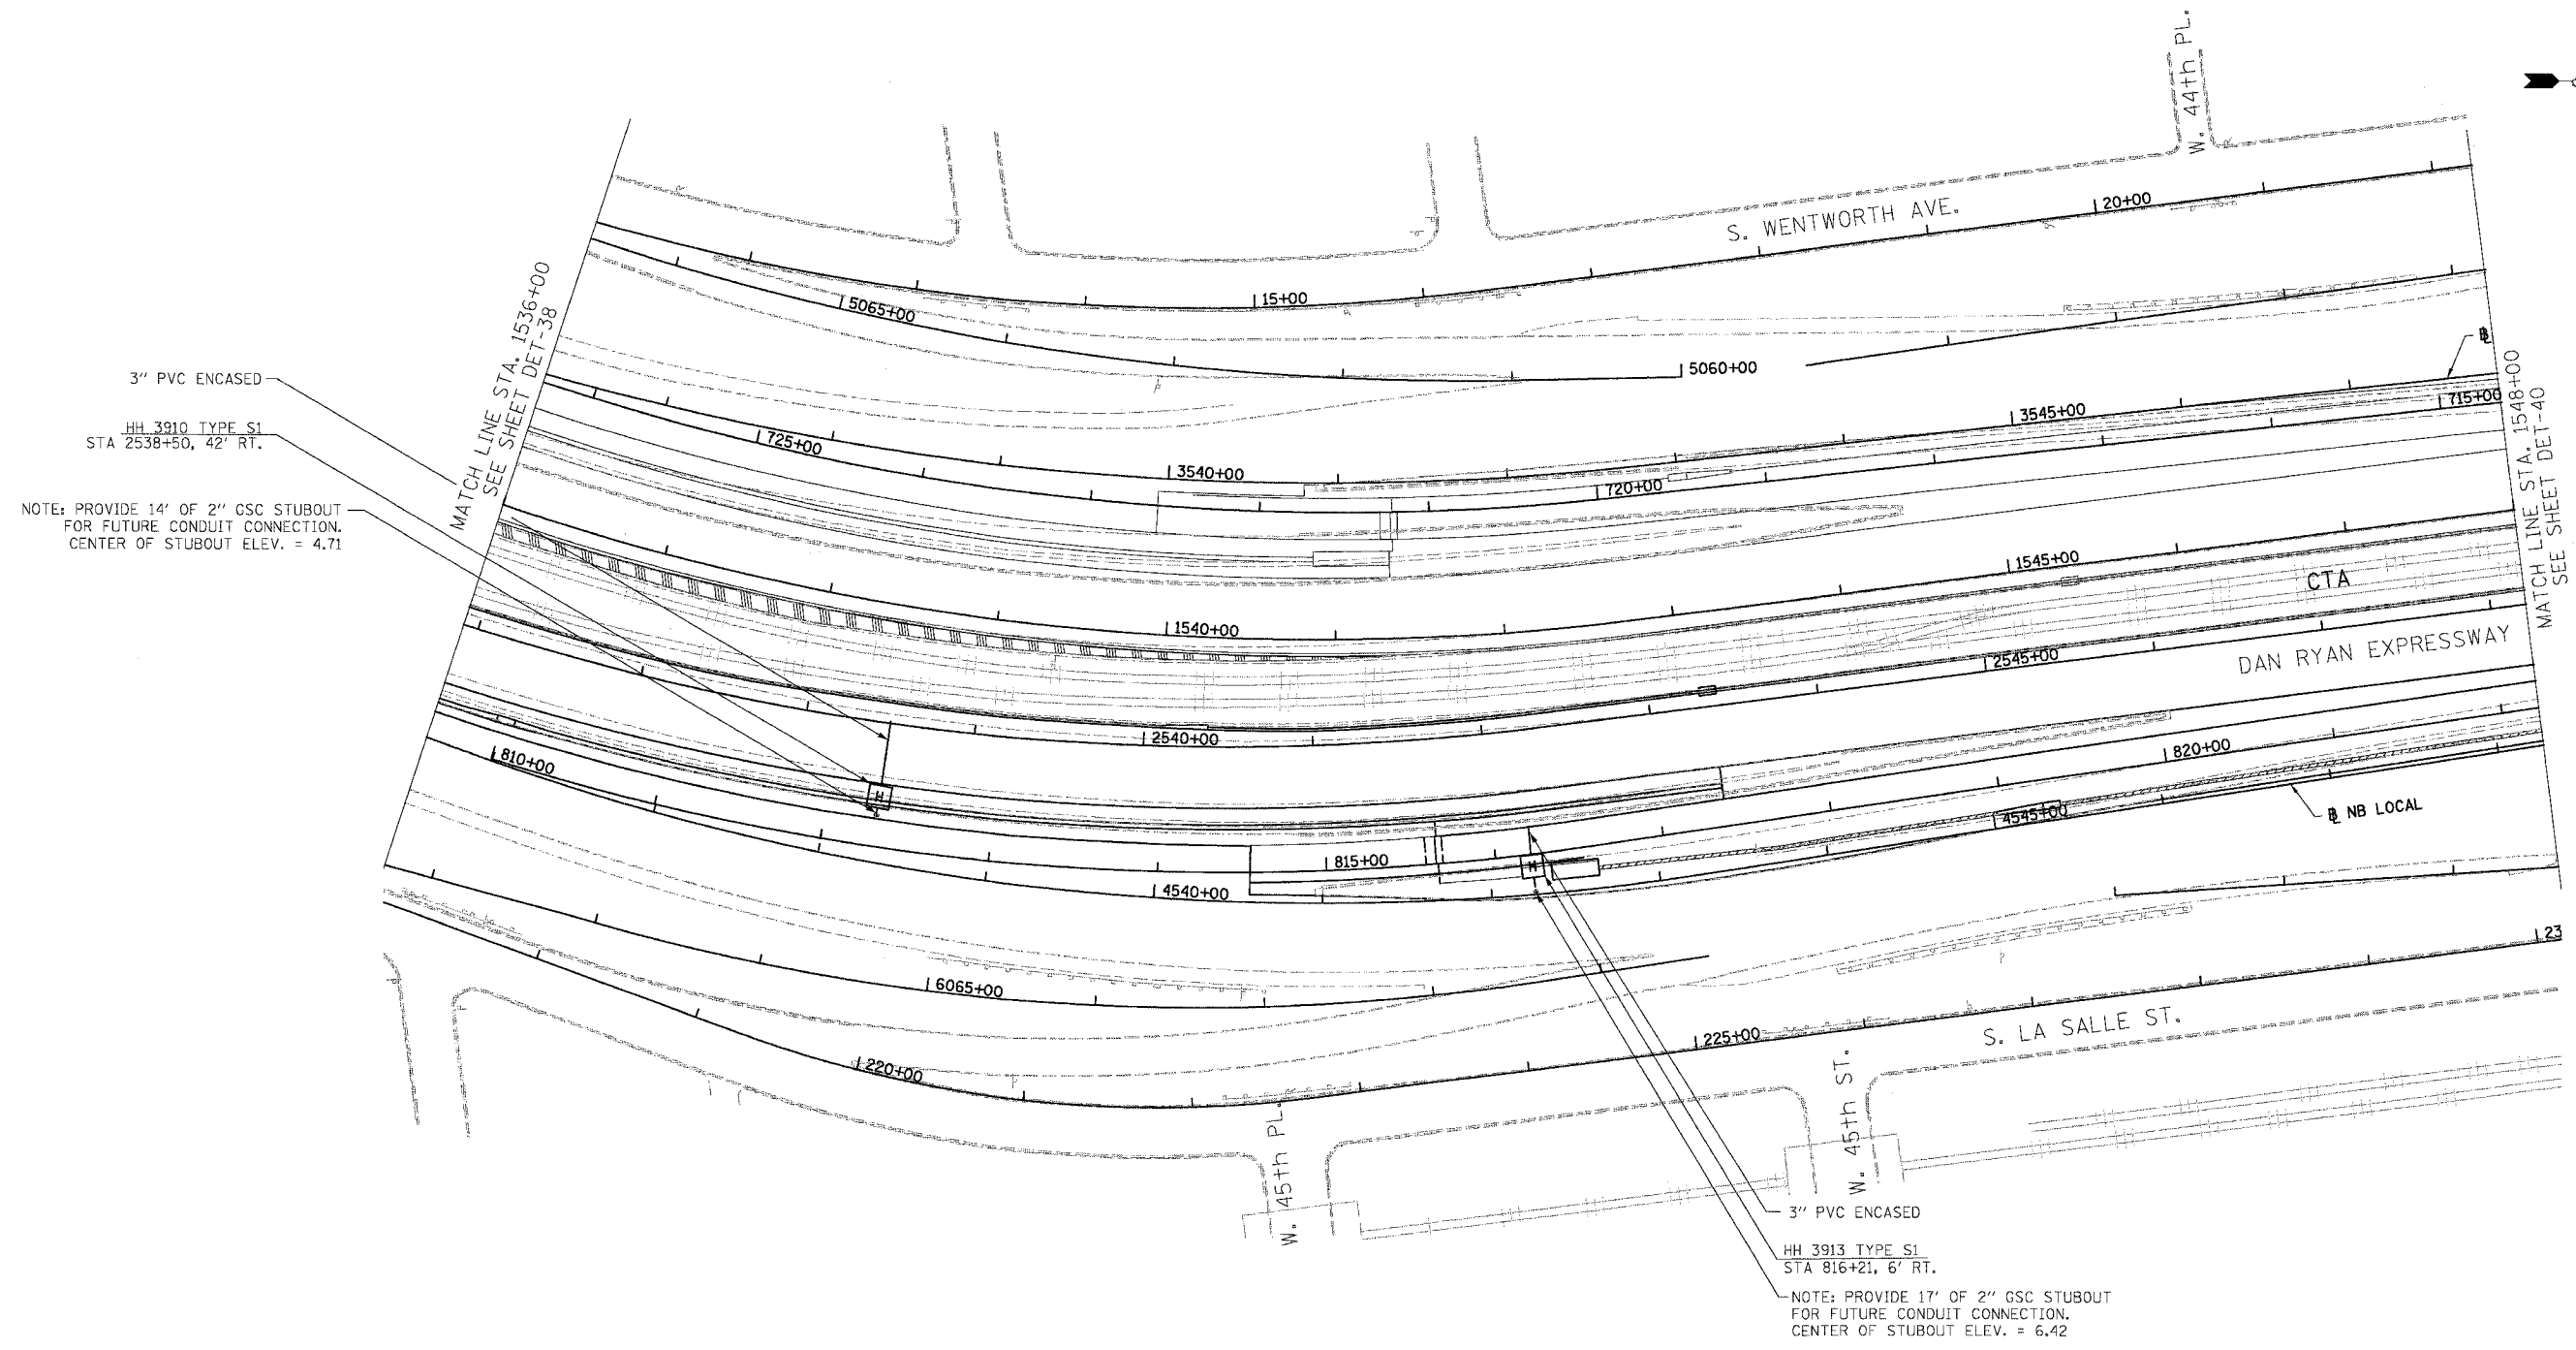 W. 44th PL.
S. WENTWORTH AVE.
20+00
15+00
5065+00
5060+00
MATCH LINE STA. 1536+00
SEE SHEET DET-38
3" PVC ENCASED
HH 3910 TYPE S1
STA 2538+50, 42' RT.
NOTE: PROVIDE 14' OF 2" GSC STUBOUT
FOR FUTURE CONDUIT CONNECTION.
CENTER OF STUBOUT ELEV. = 4.71
725+00
3540+00
3545+00
715+00
720+00
MATCH LINE STA. 1548+00
SEE SHEET DET-40
1540+00
1545+00
CTA
DAN RYAN EXPRESSWAY
2540+00
2545+00
810+00
H
820+00
815+00
H
4545+00
NB LOCAL
4540+00
6065+00
220+00
225+00
23
S. LA SALLE ST.
W. 45th PL.
W. 45th ST.
3" PVC ENCASED
HH 3913 TYPE S1
STA 816+21, 6' RT.
NOTE: PROVIDE 17' OF 2" GSC STUBOUT
FOR FUTURE CONDUIT CONNECTION.
CENTER OF STUBOUT ELEV. = 6.42